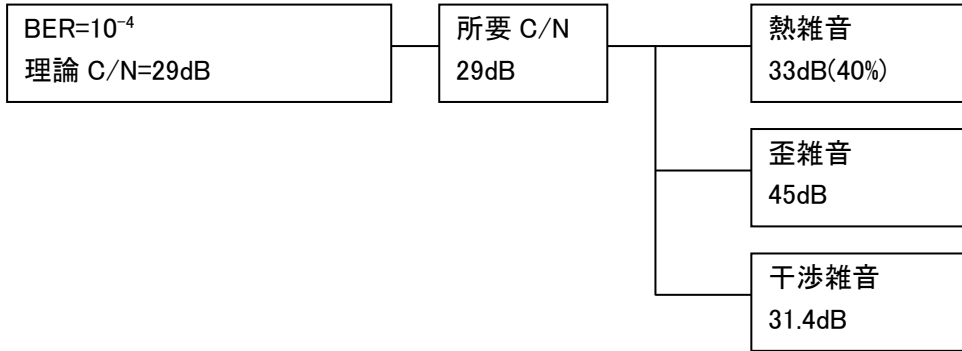 BER=10⁻⁴
理論 C/N=29dB
所要 C/N
29dB
熱雑音
33dB(40%)
歪雑音
45dB
干渉雑音
31.4dB